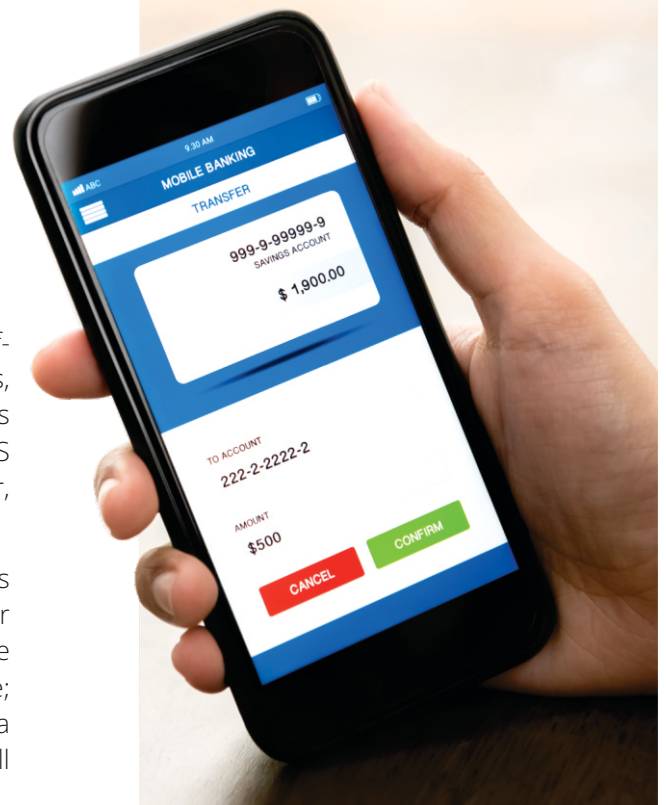 f-
s,
s
S
T,
s
r
e
e;
a
ll
ABC
9.30 AM
MOBILE BANKING
TRANSFER
999-9-99999-9
SAVINGS ACCOUNT
$ 1,900.00
TO ACCOUNT
222-2-2222-2
AMOUNT
$500
CANCEL
CONFIRM